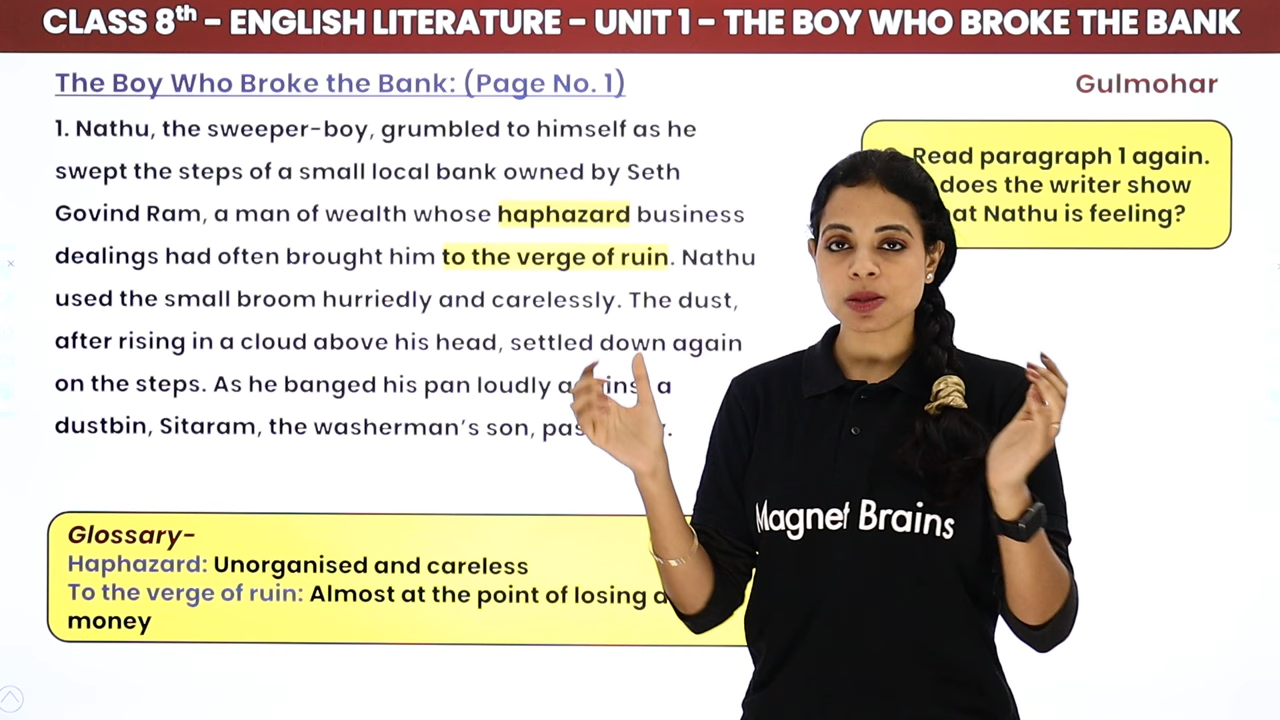 CLASS 8th - ENGLISH LITERATURE - UNIT 1 - THE BOY WHO BROKE THE BANK
The Boy Who Broke the Bank: (Page No. 1)
Gulmohar
1. Nathu, the sweeper-boy, grumbled to himself as he
swept the steps of a small local bank owned by Seth
Govind Ram, a man of wealth whose haphazard business
dealings had often brought him to the verge of ruin. Nathu
used the small broom hurriedly and carelessly. The dust,
after rising in a cloud above his head, settled down again
on the steps. As he banged his pan loudly a
dustbin, Sitaram, the washerman's son,
Read paragraph 1 again.
does the writer show
Nathu is feeling?
Glossary-
Haphazard: Unorganised and careless
To the verge of ruin: Almost at the point of losing
money
Magnet Brains